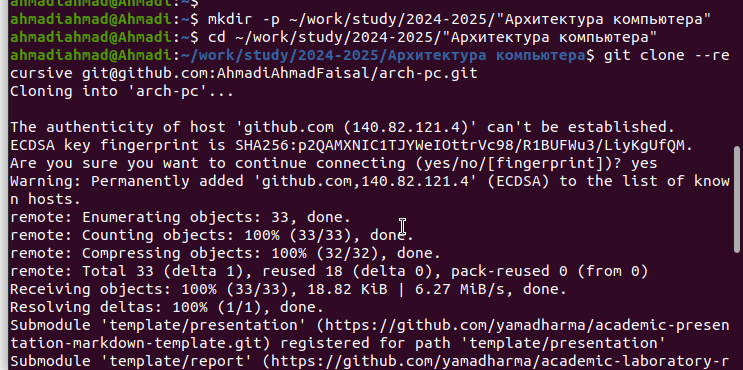 ahmadiahmad@Ahmadi:~$
ahmadiahmad@Ahmadi:~$ mkdir -p ~/work/study/2024-2025/"Архитектура компьютера"
ahmadiahmad@Ahmadi:~$ cd ~/work/study/2024-2025/"Архитектура компьютера"
ahmadiahmad@Ahmadi:~/work/study/2024-2025/Архитектура компьютера$ git clone --re
cursive git@github.com:AhmadiAhmadFaisal/arch-pc.git
Cloning into 'arch-pc'...
The authenticity of host 'github.com (140.82.121.4)' can't be established.
ECDSA key fingerprint is SHA256:p2QAMXNIC1TJYWeIOttrVc98/R1BUFWu3/LiyKgUfQM.
Are you sure you want to continue connecting (yes/no/[fingerprint])? yes
Warning: Permanently added 'github.com,140.82.121.4' (ECDSA) to the list of know
n hosts.
remote: Enumerating objects: 33, done.
remote: Counting objects: 100% (33/33), done.
remote: Compressing objects: 100% (32/32), done.
remote: Total 33 (delta 1), reused 18 (delta 0), pack-reused 0 (from 0)
Receiving objects: 100% (33/33), 18.82 KiB | 6.27 MiB/s, done.
Resolving deltas: 100% (1/1), done.
Submodule 'template/presentation' (https://github.com/yamadharma/academic-presen
tation-markdown-template.git) registered for path 'template/presentation'
Submodule 'template/report' (https://github.com/yamadharma/academic-laboratory-r